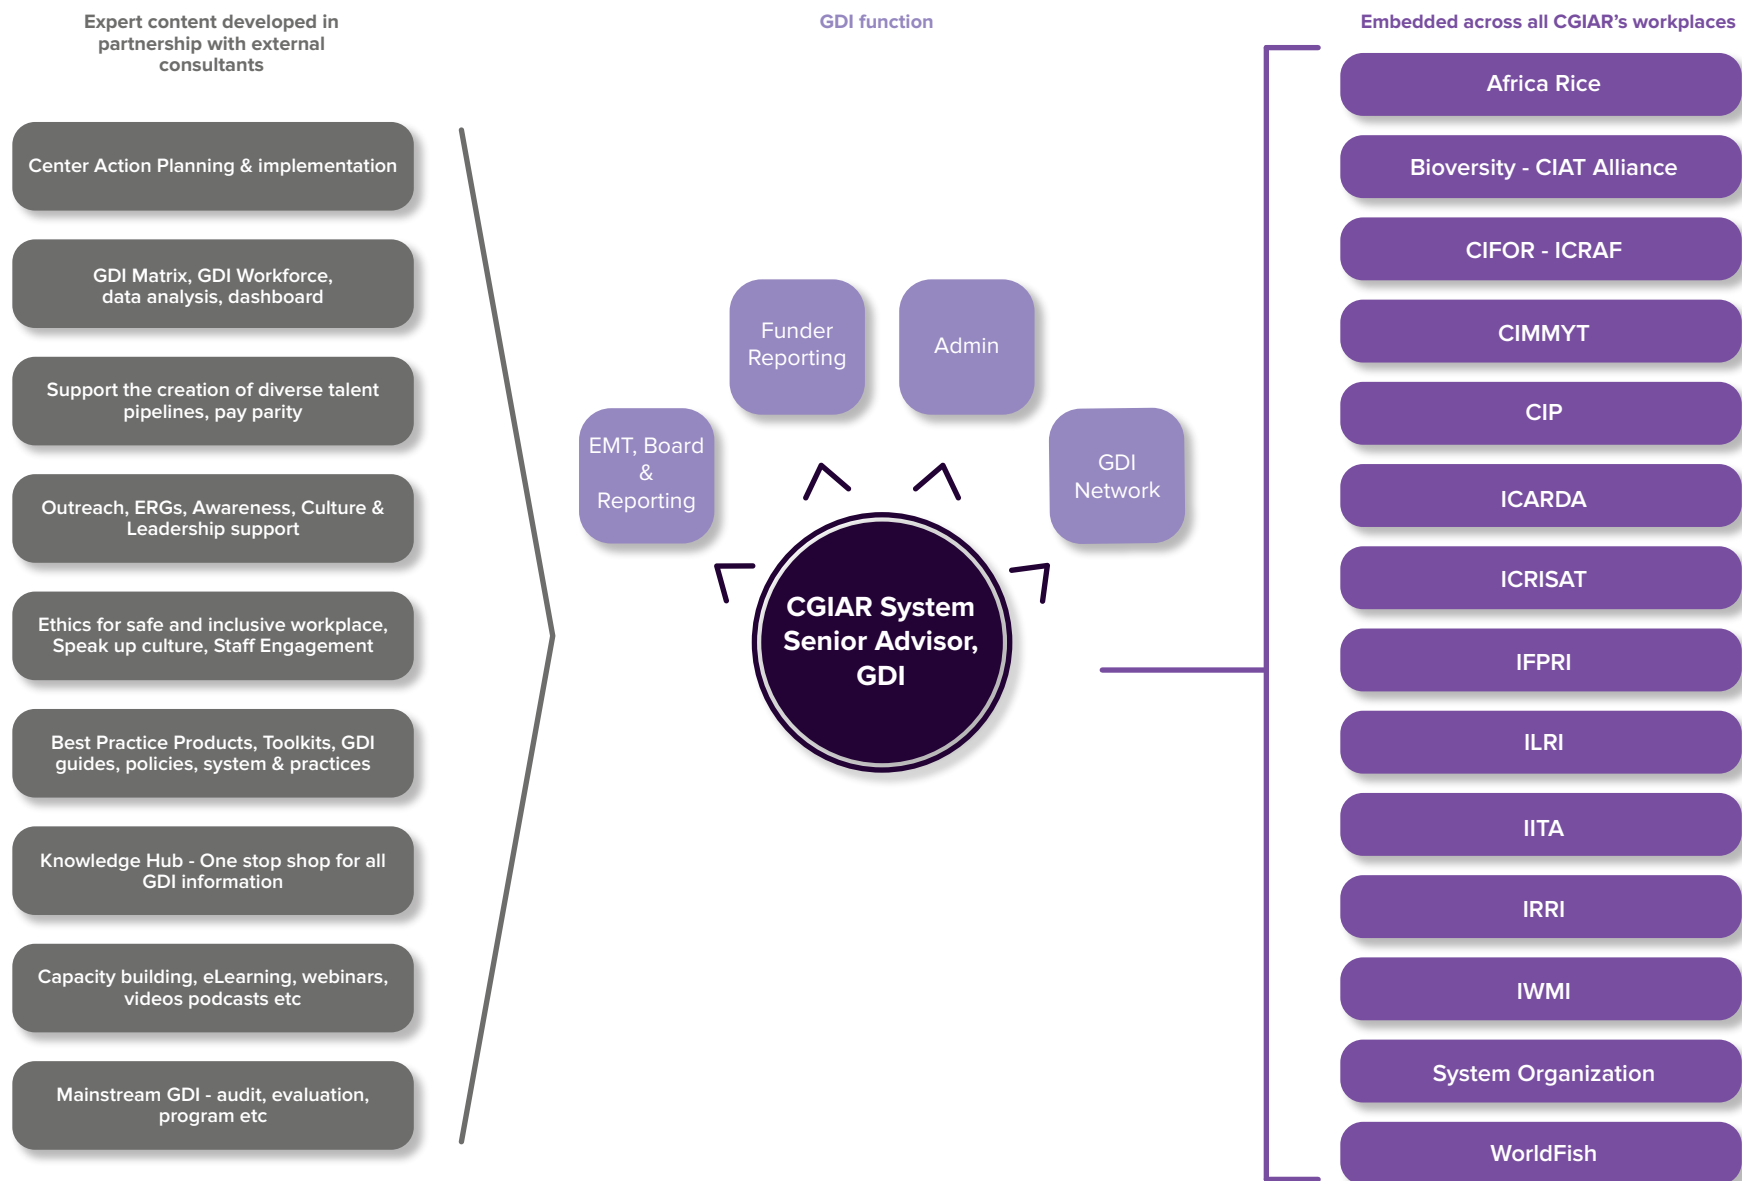 Expert content developed in
partnership with external
consultants
Center Action Planning & implementation
GDI Matrix, GDI Workforce,
data analysis, dashboard
Support the creation of diverse talent
pipelines, pay parity
Outreach, ERGs, Awareness, Culture &
Leadership support
Ethics for safe and inclusive workplace,
Speak up culture, Staff Engagement
Best Practice Products, Toolkits, GDI
guides, policies, system & practices
Knowledge Hub - One stop shop for all
GDI information
Capacity building, eLearning, webinars,
videos podcasts etc
Mainstream GDI - audit, evaluation,
program etc
GDI function
EMT, Board
&
Reporting
Funder
Reporting
Admin
GDI
Network
CGIAR System
Senior Advisor,
GDI
Embedded across all CGIAR's workplaces
Africa Rice
Bioversity - CIAT Alliance
CIFOR - ICRAF
CIMMYT
CIP
ICARDA
ICRISAT
IFPRI
ILRI
IITA
IRRI
IWMI
System Organization
WorldFish